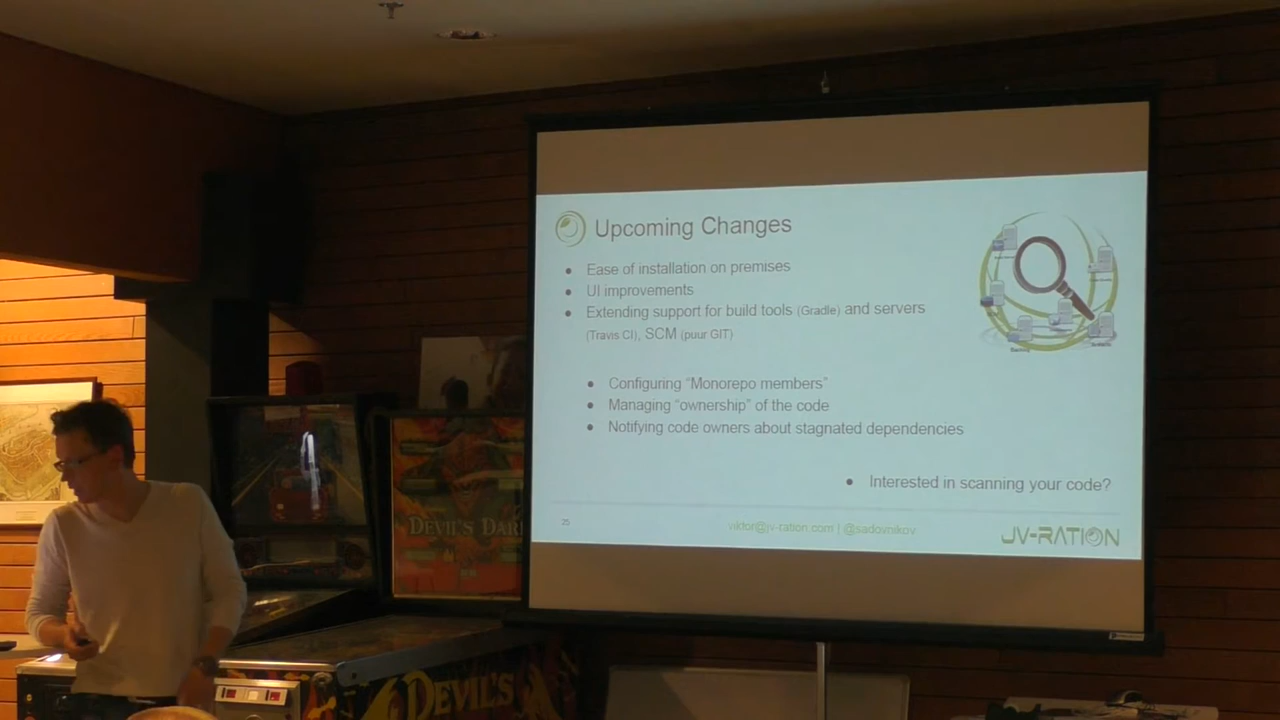 Upcoming Changes
● Ease of installation on premises
● UI improvements
● Extending support for build tools (Gradle) and servers
(Travis CI), SCM (puur GIT)
● Configuring “Monorepo members”
● Managing “ownership” of the code
● Notifying code owners about stagnated dependencies
● Interested in scanning your code?
25
viktor@jv-ration.com | @sadovnikov
JV-RATION
DEVIL'S DAR
DEVIL'S